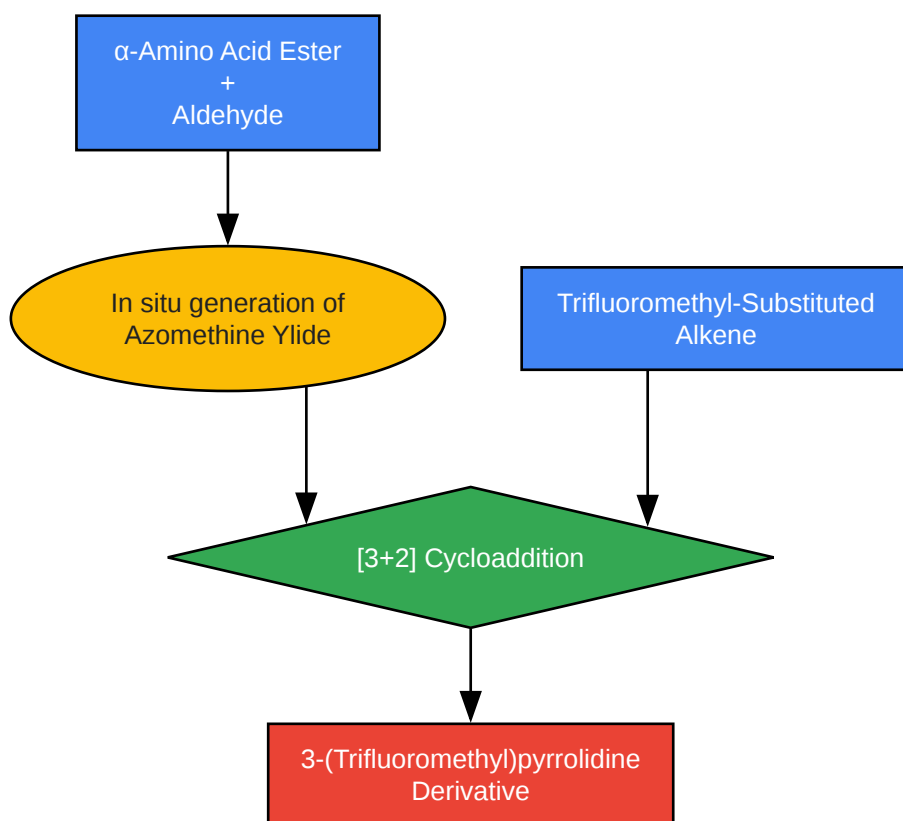 α-Amino Acid Ester
+
Aldehyde
In situ generation of
Azomethine Ylide
Trifluoromethyl-Substituted
Alkene
[3+2] Cycloaddition
3-(Trifluoromethyl)pyrrolidine
Derivative